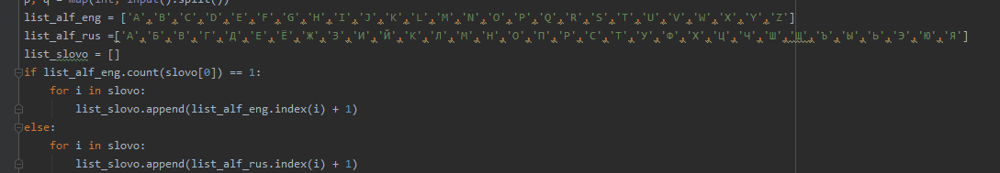 p, q = map(int, input().split())
list_alf_eng = ['A','B','C','D','E','F','G','H','I','J','K','L','M','N','O','P','Q','R','S','T','U','V','W','X','Y','Z']
list_alf_rus =['А','Б','В','Г','Д','Е','Ё','Ж','З','И','Й','К','Л','М','Н','О','П','Р','С','Т','У','Ф','Х','Ц','Ч','Ш','Щ','Ъ','Ы','Ь','Э','Ю','Я']
list_slovo = []
if list_alf_eng.count(slovo[0]) == 1:
    for i in slovo:
        list_slovo.append(list_alf_eng.index(i) + 1)
else:
    for i in slovo:
        list_slovo.append(list_alf_rus.index(i) + 1)